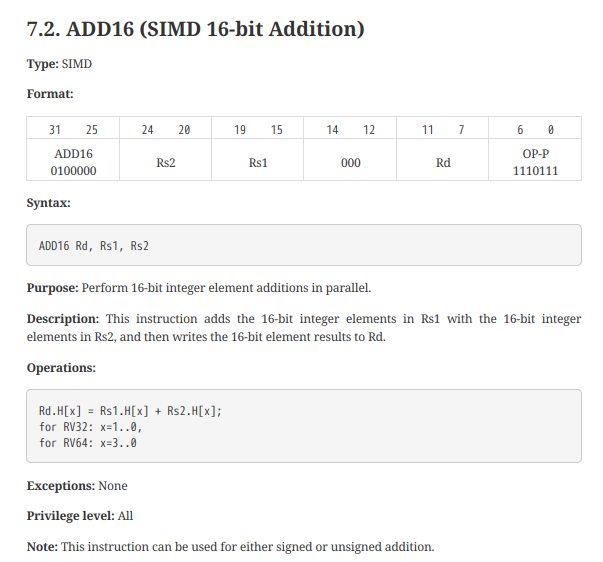 7.2. ADD16 (SIMD 16-bit Addition)
Type: SIMD
Format:
31 25 24 20 19 15 14 12 11 7 6 0
ADD16 0100000 Rs2 Rs1 000 Rd OP-P 1110111
Syntax:
ADD16 Rd, Rs1, Rs2
Purpose: Perform 16-bit integer element additions in parallel.
Description: This instruction adds the 16-bit integer elements in Rs1 with the 16-bit integer
elements in Rs2, and then writes the 16-bit element results to Rd.
Operations:
Rd.H[x] = Rs1.H[x] + Rs2.H[x];
for RV32: x=1..0,
for RV64: x=3..0
Exceptions: None
Privilege level: All
Note: This instruction can be used for either signed or unsigned addition.